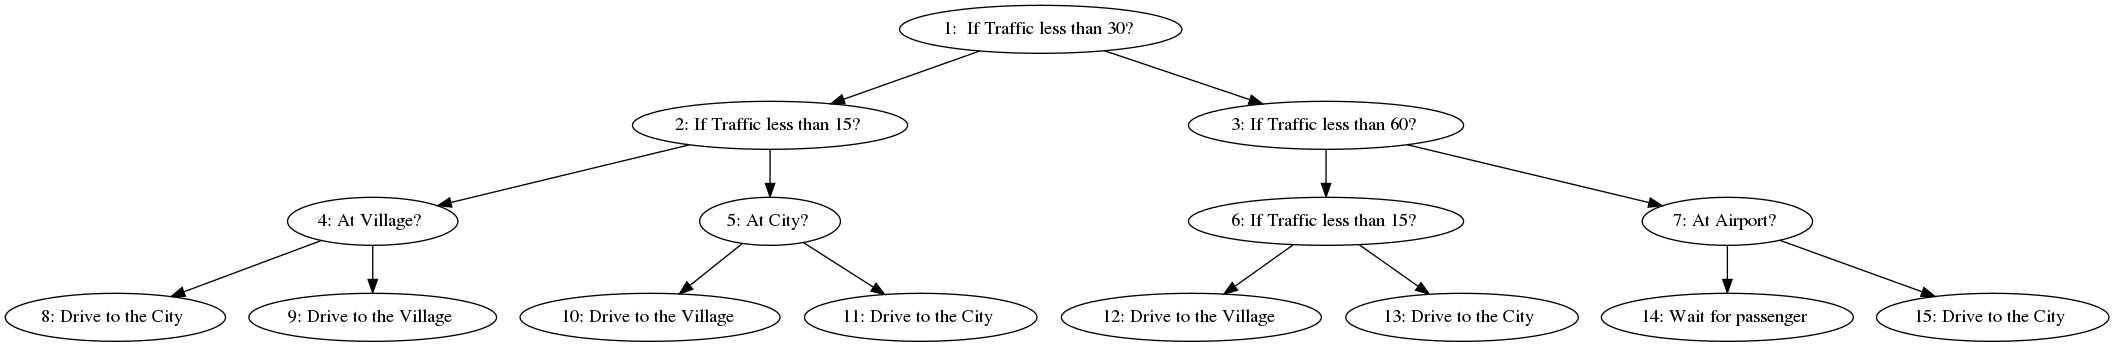 1:  If Traffic less than 30?
2: If Traffic less than 15?
3: If Traffic less than 60?
4: At Village?
5: At City?
6: If Traffic less than 15?
7: At Airport?
8: Drive to the City
9: Drive to the Village
10: Drive to the Village
11: Drive to the City
12: Drive to the Village
13: Drive to the City
14: Wait for passenger
15: Drive to the City